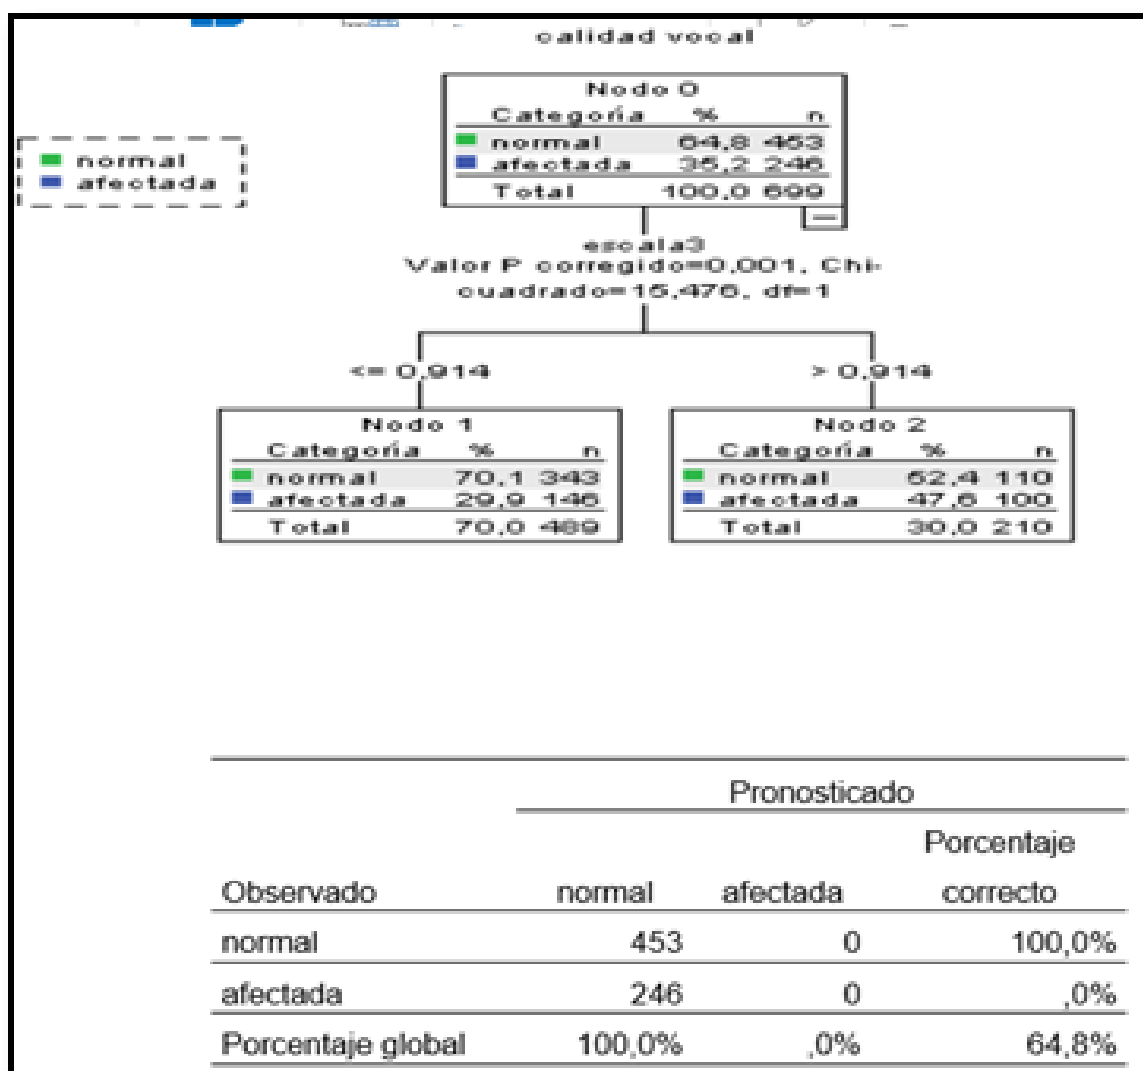 calidad vocal
Nodo 0
Categoría % n
normal 64,8 453
afectada 35,2 246
Total 100,0 699
normal
afectada
escala3
Valor P corregido=0,001, Chi-
cuadrado=15,476, df=1
<= 0,914
> 0,914
Nodo 1
Categoría % n
normal 70,1 343
afectada 29,9 146
Total 70,0 489
Nodo 2
Categoría % n
normal 52,4 110
afectada 47,6 100
Total 30,0 210
Pronosticado
Porcentaje
Observado normal afectada correcto
normal 453 0 100,0%
afectada 246 0 ,0%
Porcentaje global 100,0% ,0% 64,8%